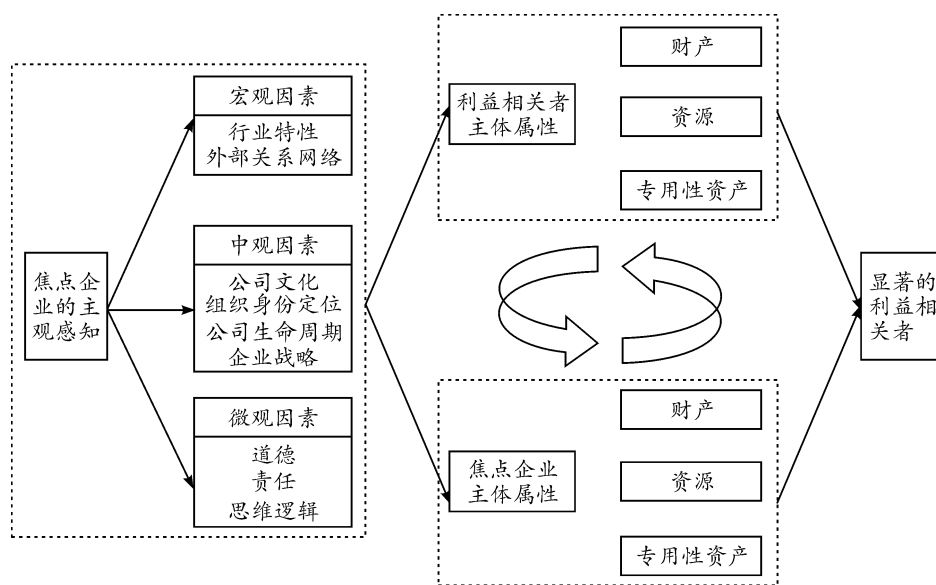 焦点企
业的主
观感知
宏观因素
行业特性
外部关系网络
中观因素
公司文化
组织身份定位
公司生命周期
企业战略
微观因素
道德
责任
思维逻辑
利益相关者
主体属性
财产
资源
专用性资产
焦点企业
主体属性
财产
资源
专用性资产
显著的
利益相
关者